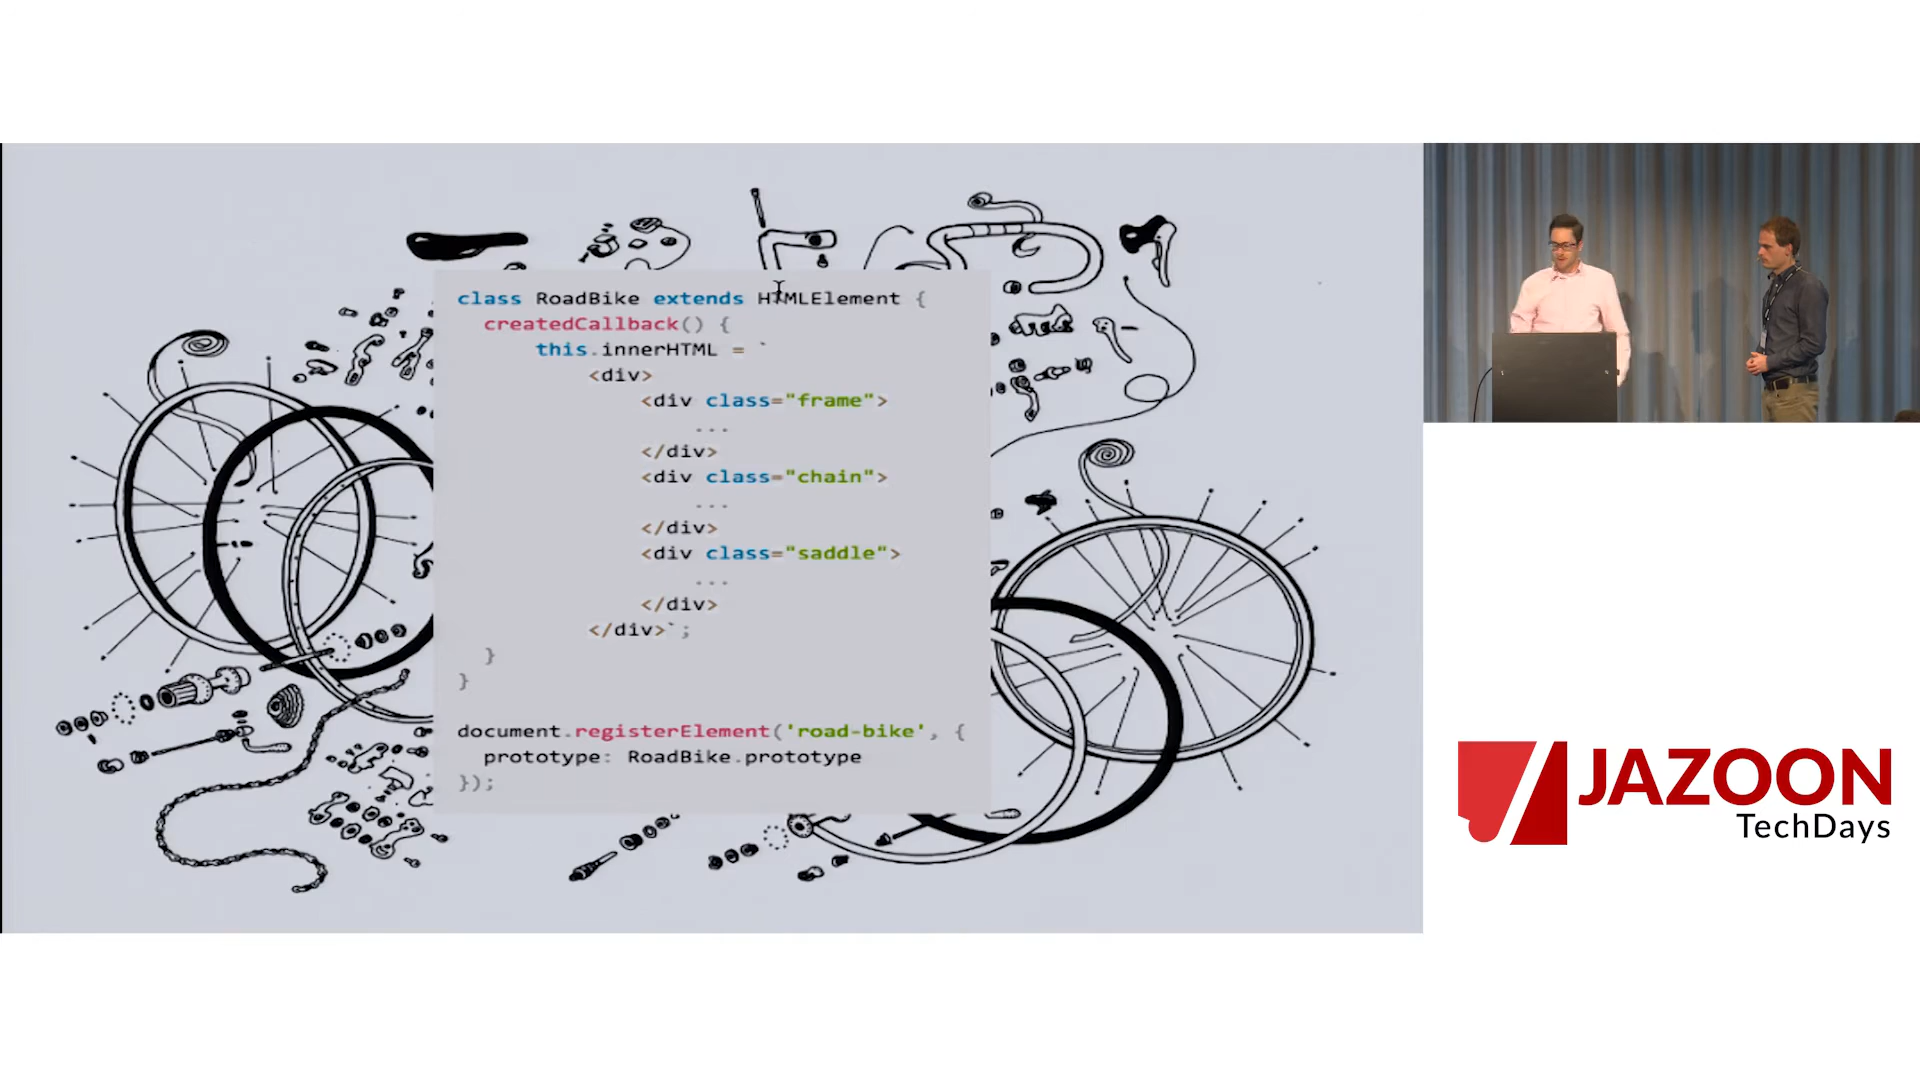 class RoadBike extends HTMLElement {
createdCallback() {
this.innerHTML = `
<div>
<div class="frame">
...
</div>
<div class="chain">
...
</div>
<div class="saddle">
...
</div>
</div>`;
}
}
document.registerElement('road-bike', {
prototype: RoadBike.prototype
});
JAZOON
TechDays